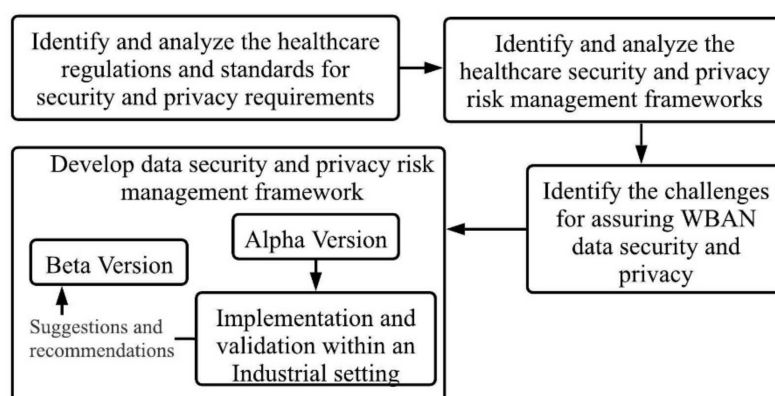 Identify and analyze the healthcare
regulations and standards for
security and privacy requirements
Identify and analyze the
healthcare security and privacy
risk management frameworks
Identify the challenges
for assuring WBAN
data security and
privacy
Develop data security and privacy risk
management framework
Alpha Version
Beta Version
Implementation and
validation within an
Industrial setting
Suggestions and
recommendations